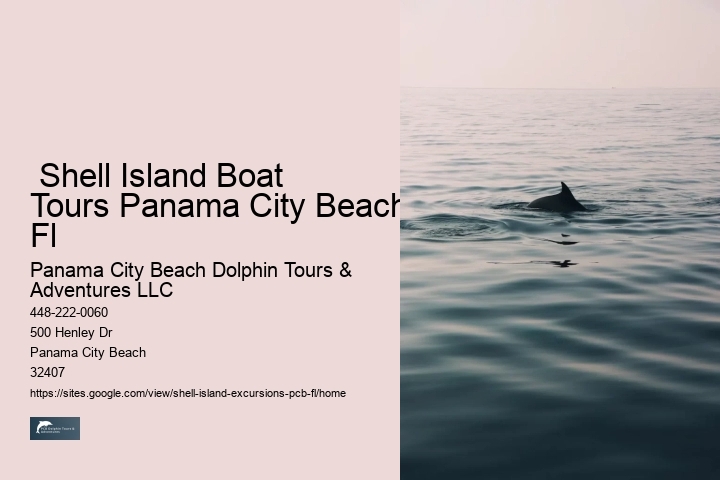 Shell Island Boat
Tours Panama City Beach
Fl
Panama City Beach Dolphin Tours &
Adventures LLC
448-222-0060
500 Henley Dr
Panama City Beach
32407
https://sites.google.com/view/shell-island-excursions-pcb-fl/home